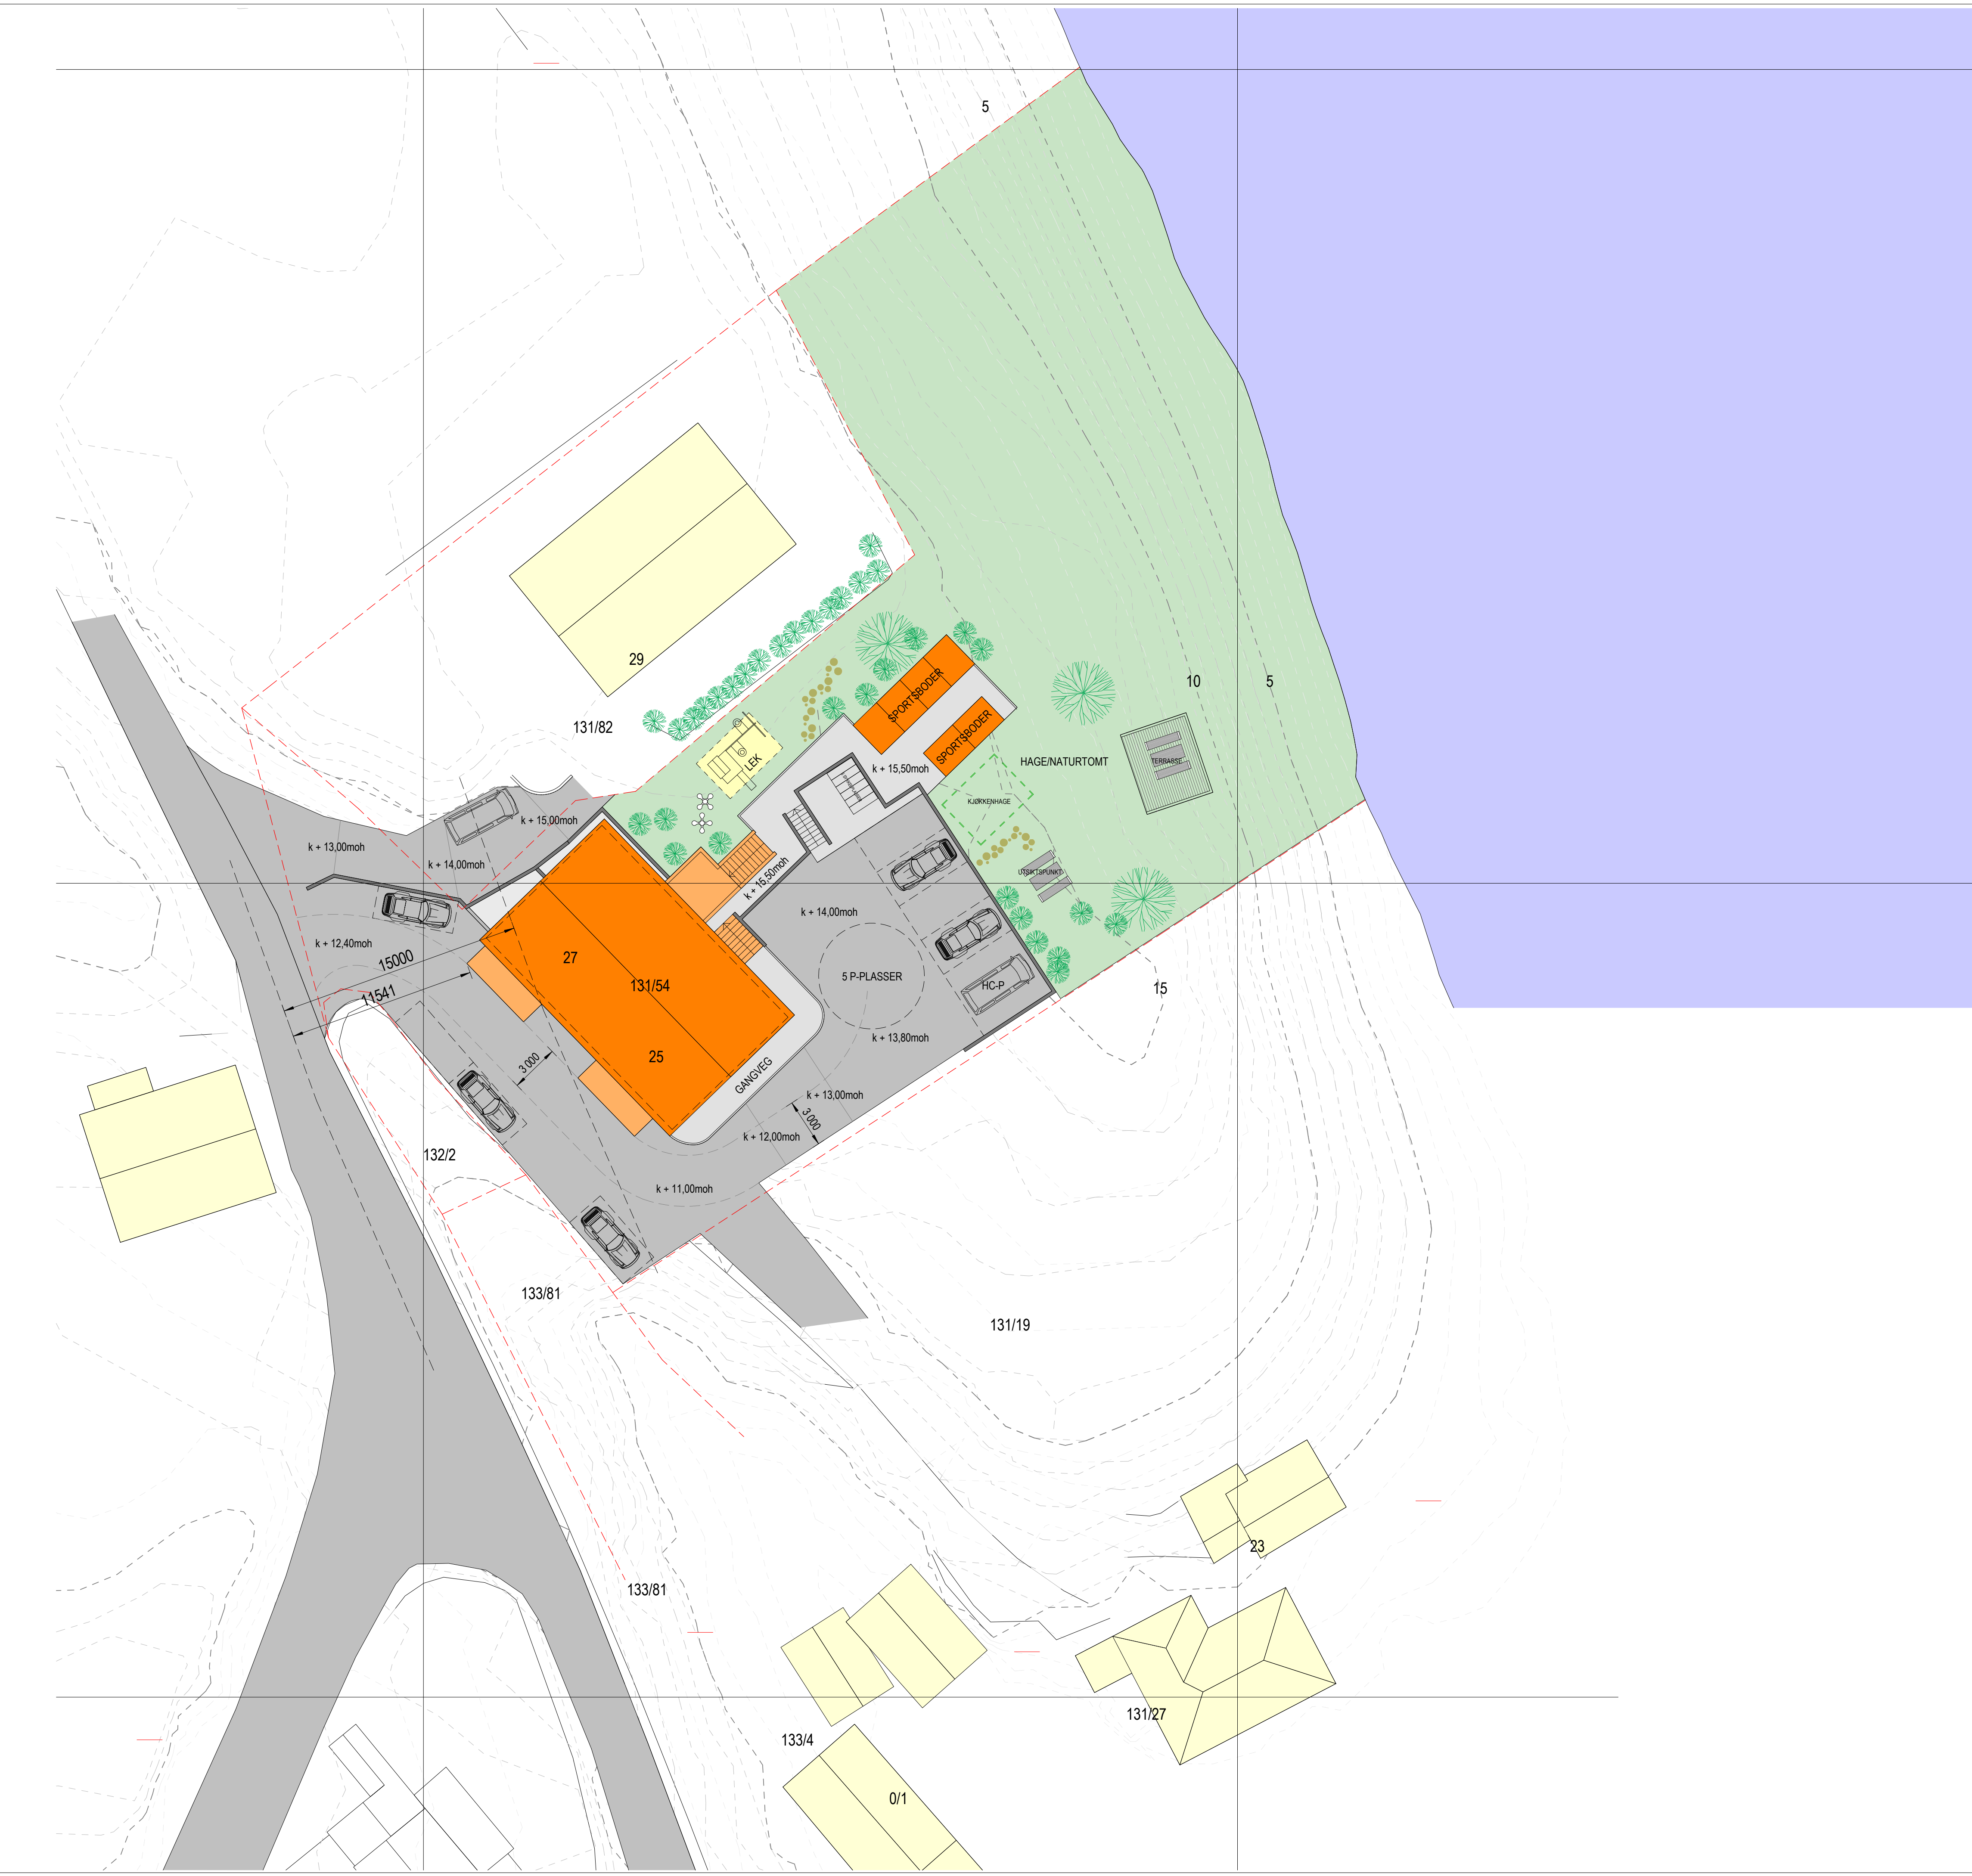 5
29
131/82
SPORTSBODER
SPORTSBODER
LEK
HAGE/NATURTOMT
10
5
TERRASSE
k + 15,50moh
KJØKKENHAGE
k + 15,00moh
k + 13,00moh
k + 14,00moh
k + 15,50moh
UTSIKTSPUNKT
k + 14,00moh
k + 12,40moh
15000
27
131/54
5 P-PLASSER
HC-P
15
11541
k + 13,80moh
25
3 000
GANGVEG
k + 13,00moh
3 000
k + 12,00moh
132/2
k + 11,00moh
133/81
131/19
23
133/81
131/27
133/4
0/1